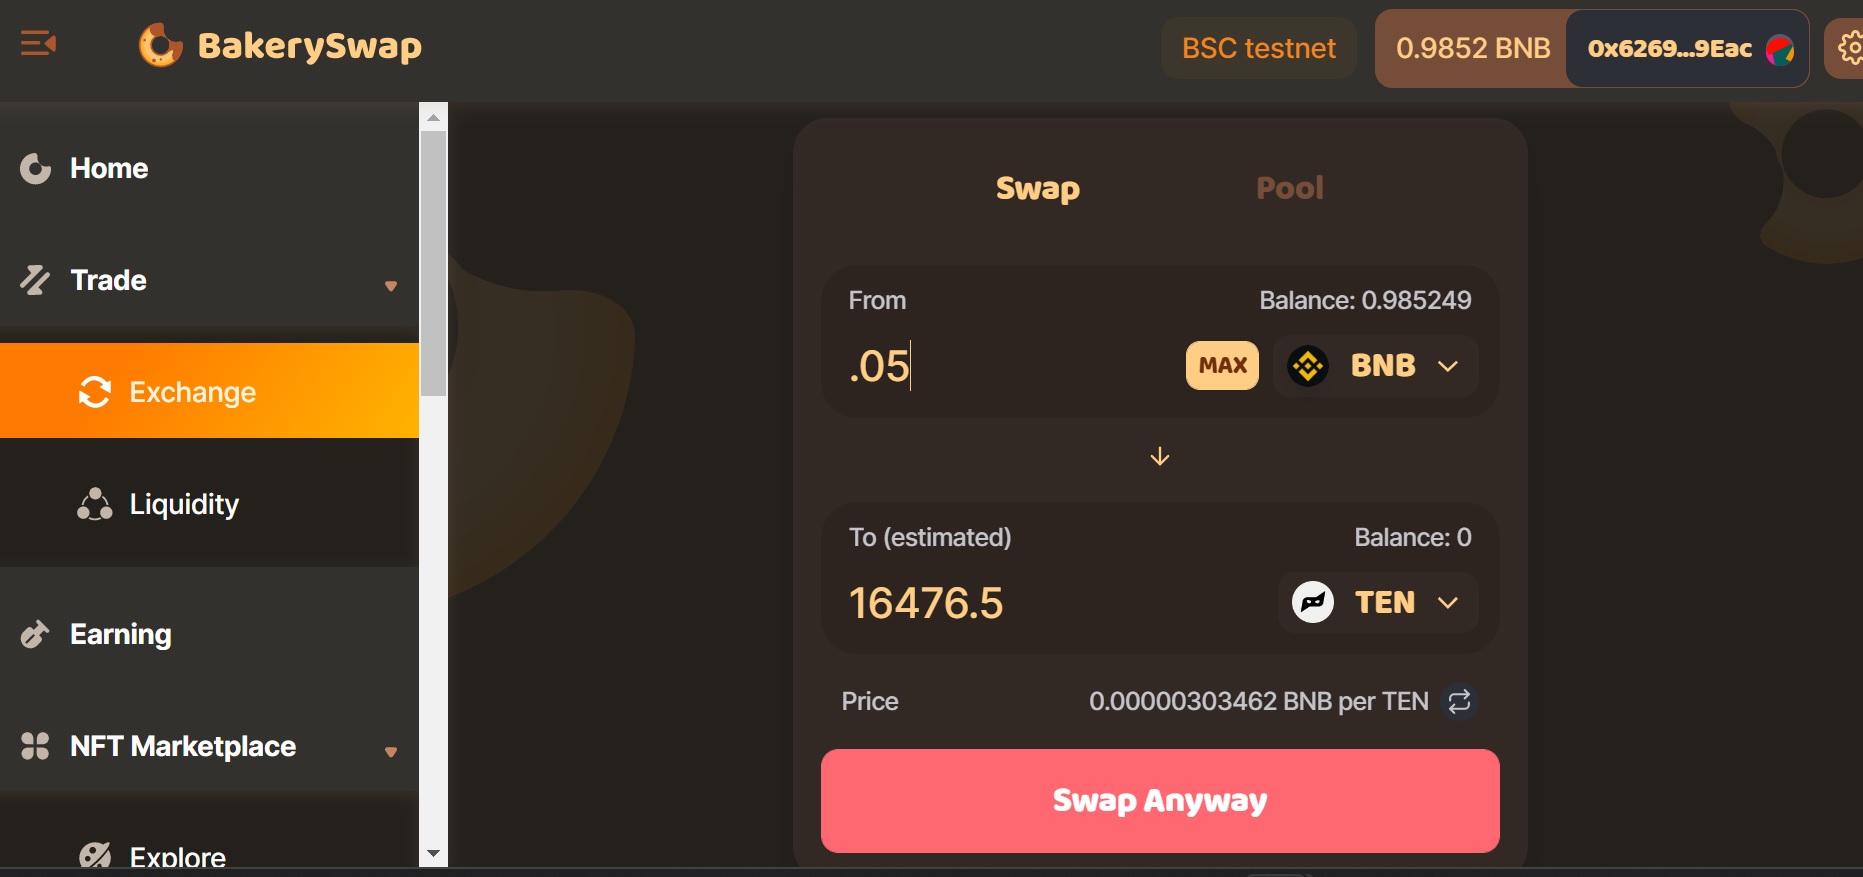 BakerySwap
BSC testnet
0.9852 BNB
0x6269...9Eac
Home
Trade
Exchange
Liquidity
Earning
NFT Marketplace
Explore
Swap
Pool
From
Balance: 0.985249
.05
MAX
BNB
To (estimated)
Balance: 0
16476.5
TEN
Price
0.00000303462 BNB per TEN
Swap Anyway